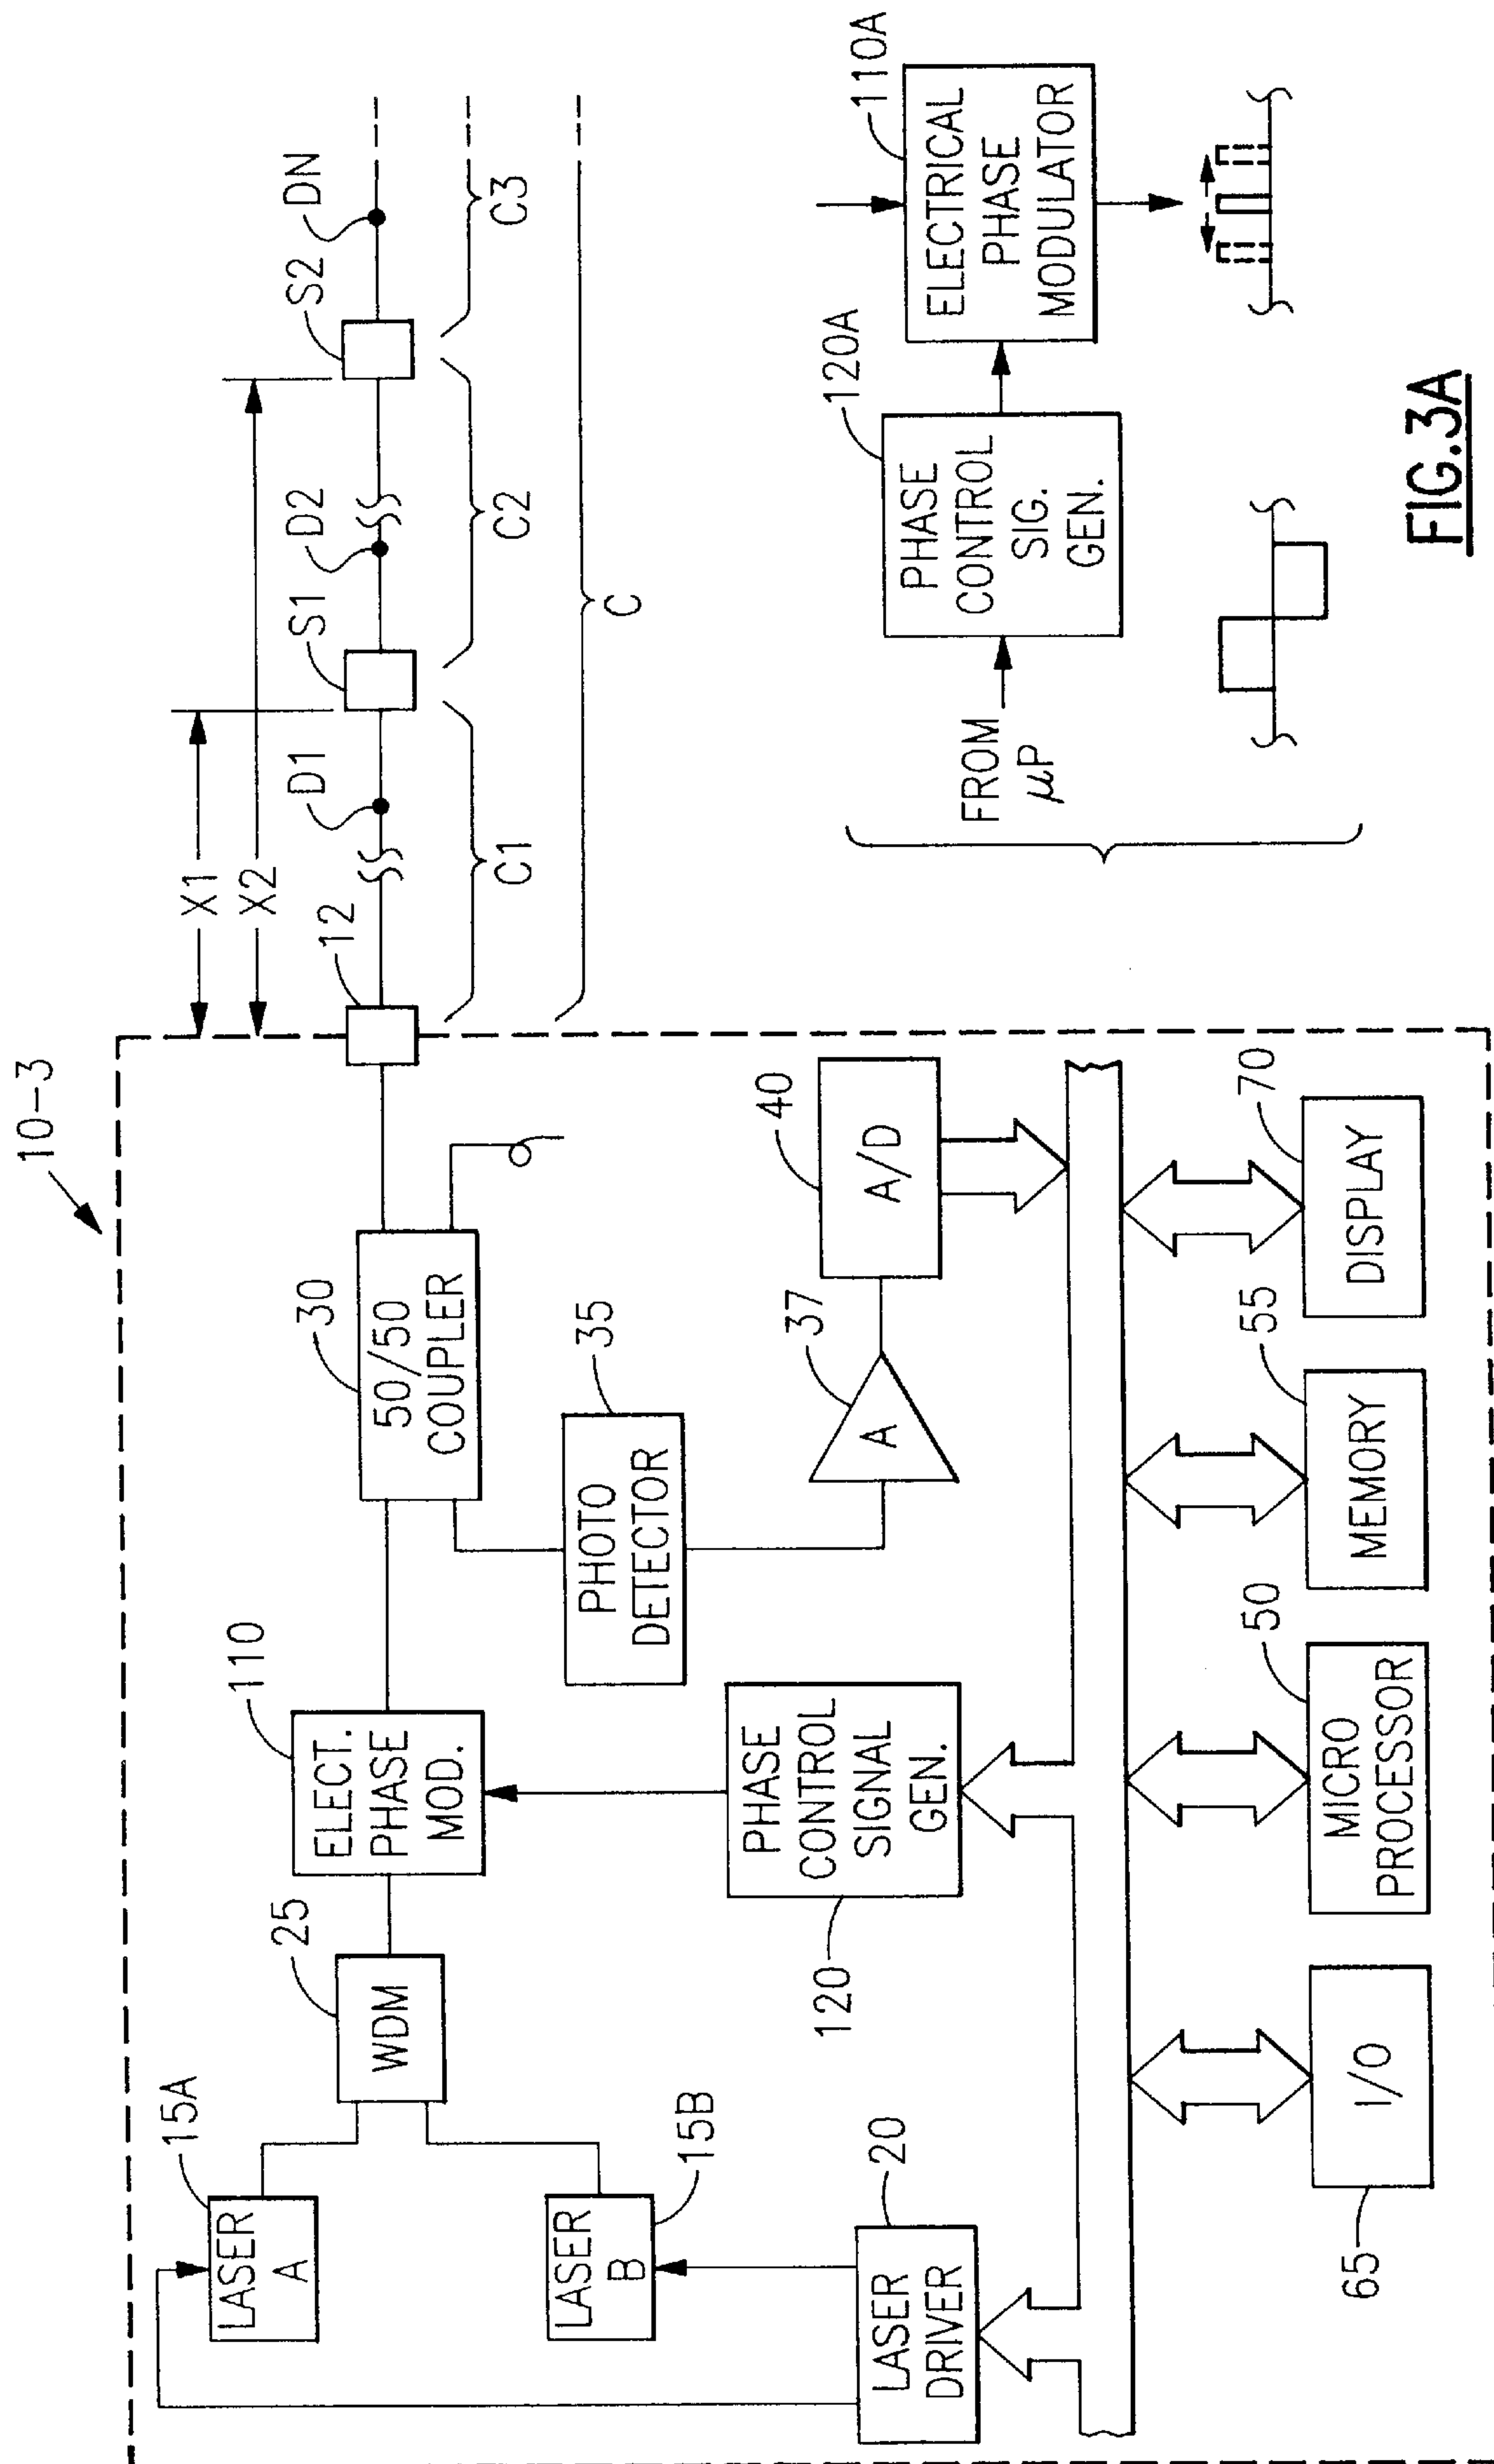 10-3
15A
LASER
A
LASER
B
15B
25
WDM
110
ELECT.
PHASE
MOD.
30
50/50
COUPLER
12
X1
X2
D1
S1
D2
S2
DN
C1
C2
C3
C
20
LASER
DRIVER
120
PHASE
CONTROL
SIGNAL
GEN.
35
PHOTO
DETECTOR
37
A
40
A/D
65
I/O
50
MICRO
PROCESSOR
55
MEMORY
70
DISPLAY
FROM
μP
120A
PHASE
CONTROL
SIG.
GEN.
110A
ELECTRICAL
PHASE
MODULATOR
FIG.3A